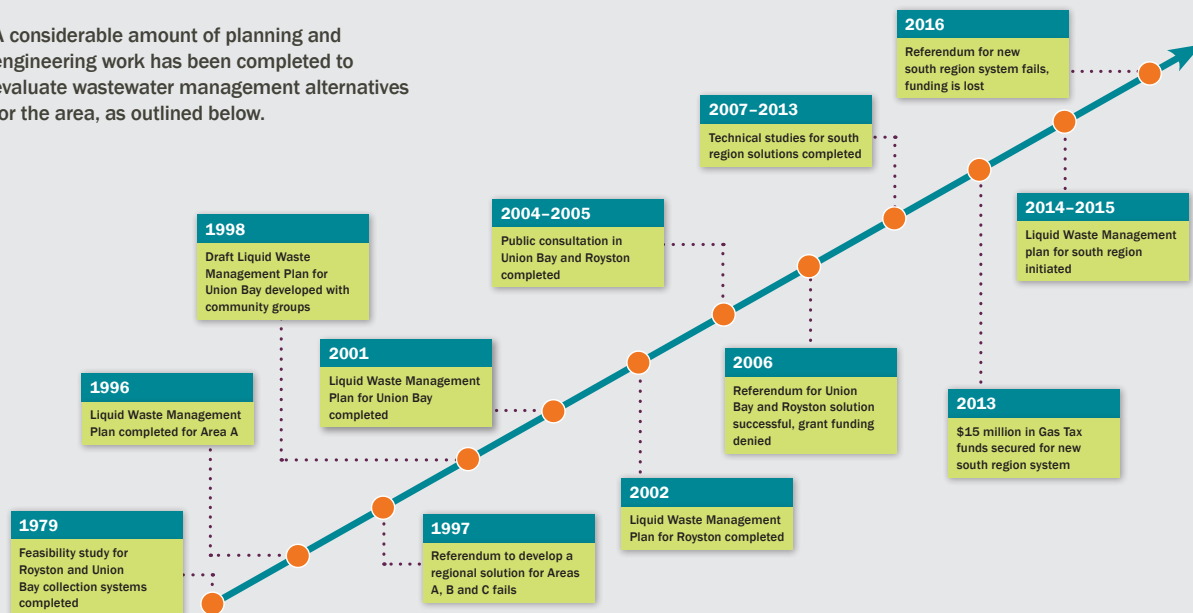 A considerable amount of planning and
engineering work has been completed to
evaluate wastewater management alternatives
for the area, as outlined below.
1979
Feasibility study for
Royston and Union
Bay collection systems
completed
1996
Liquid Waste Management
Plan completed for Area A
1997
Referendum to develop a
regional solution for Areas
A, B and C fails
1998
Draft Liquid Waste
Management Plan for
Union Bay developed with
community groups
2001
Liquid Waste Management
Plan for Union Bay
completed
2002
Liquid Waste Management
Plan for Royston completed
2004–2005
Public consultation in
Union Bay and Royston
completed
2006
Referendum for Union
Bay and Royston solution
successful, grant funding
denied
2007–2013
Technical studies for south
region solutions completed
2013
$15 million in Gas Tax
funds secured for new
south region system
2014–2015
Liquid Waste Management
plan for south region
initiated
2016
Referendum for new
south region system fails,
funding is lost